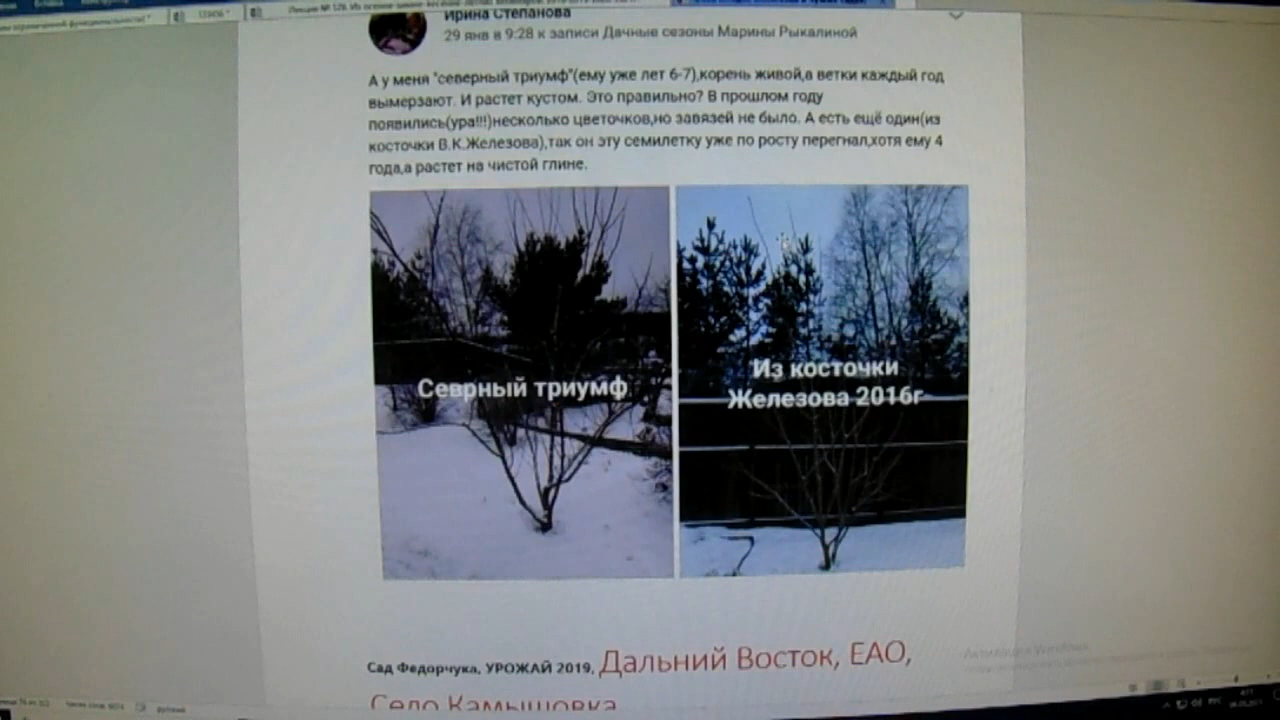 Ирина Степанова
29 янв в 9:28 к записи Дачные сезоны Марины Рыкалиной
А у меня "северный триумф"(ему уже лет 6-7),корень живой,а ветки каждый год
вымерзают. И растет кустом. Это правильно? В прошлом году
появились(ура!!!)несколько цветочков,но завязей не было. А есть ещё один(из
косточки В.К.Железова),так он эту семилетку уже по росту перегнал,хотя ему 4
года,а растет на чистой глине.
Севрный триумф
Из косточки
Железова 2016г
Сад Федорчука, УРОЖАЙ 2019, Дальний Восток, ЕАО,
Село Камышовка
Активация Windows